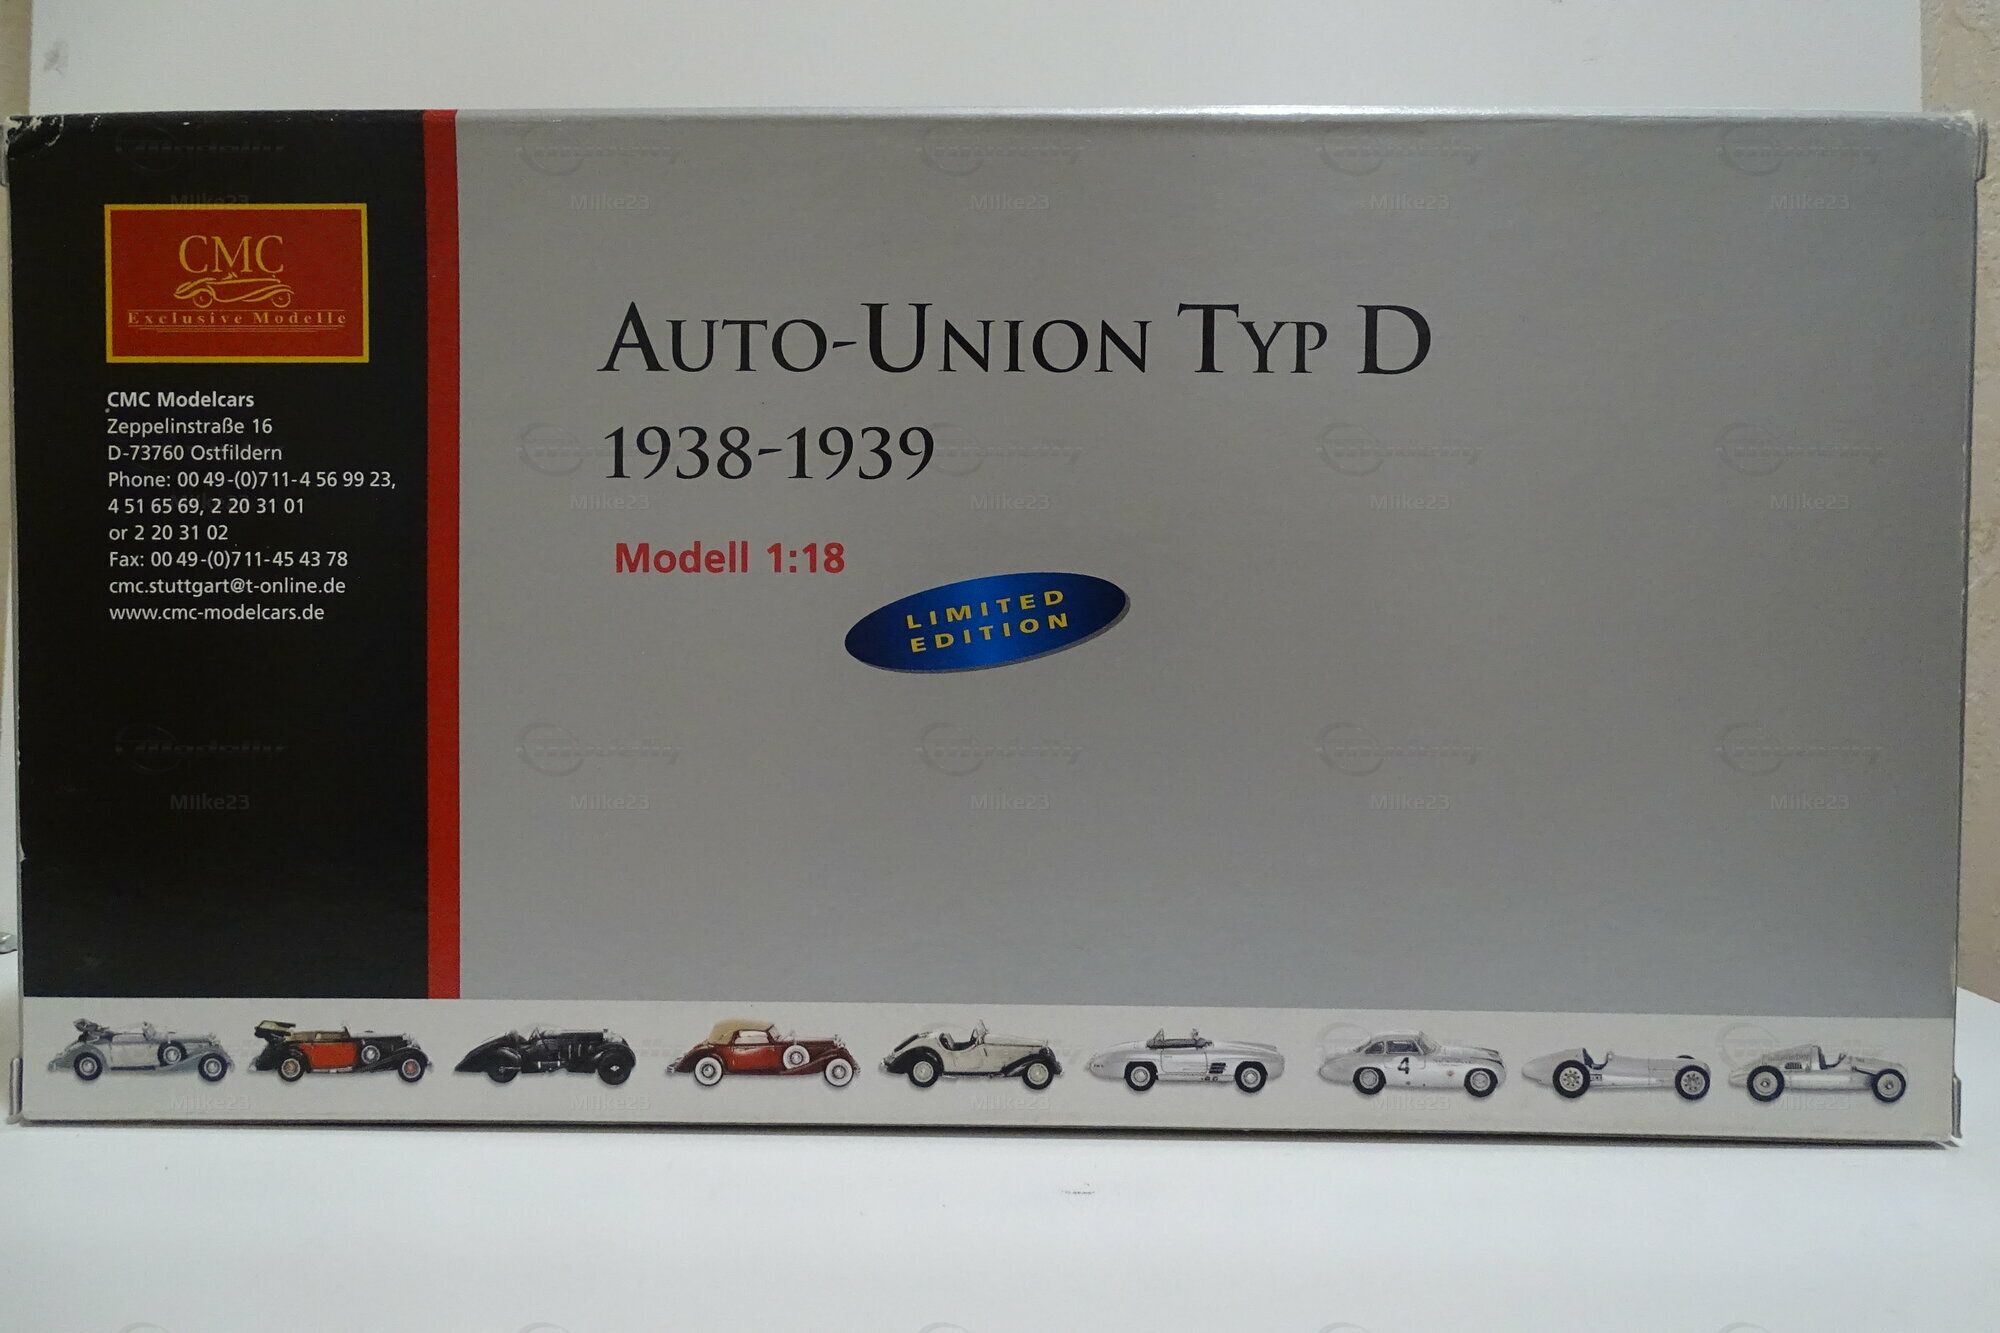 CMC
Exclusive Modelle
CMC Modelcars
Zeppelinstraße 16
D-73760 Ostfildern
Phone: 00 49-(0)711-4 56 99 23,
4 51 65 69, 2 20 31 01
or 2 20 31 02
Fax: 00 49-(0)711-45 43 78
cmc.stuttgart@t-online.de
www.cmc-modelcars.de
AUTO-UNION TYP D
1938-1939
Modell 1:18
LIMITED
EDITION
4